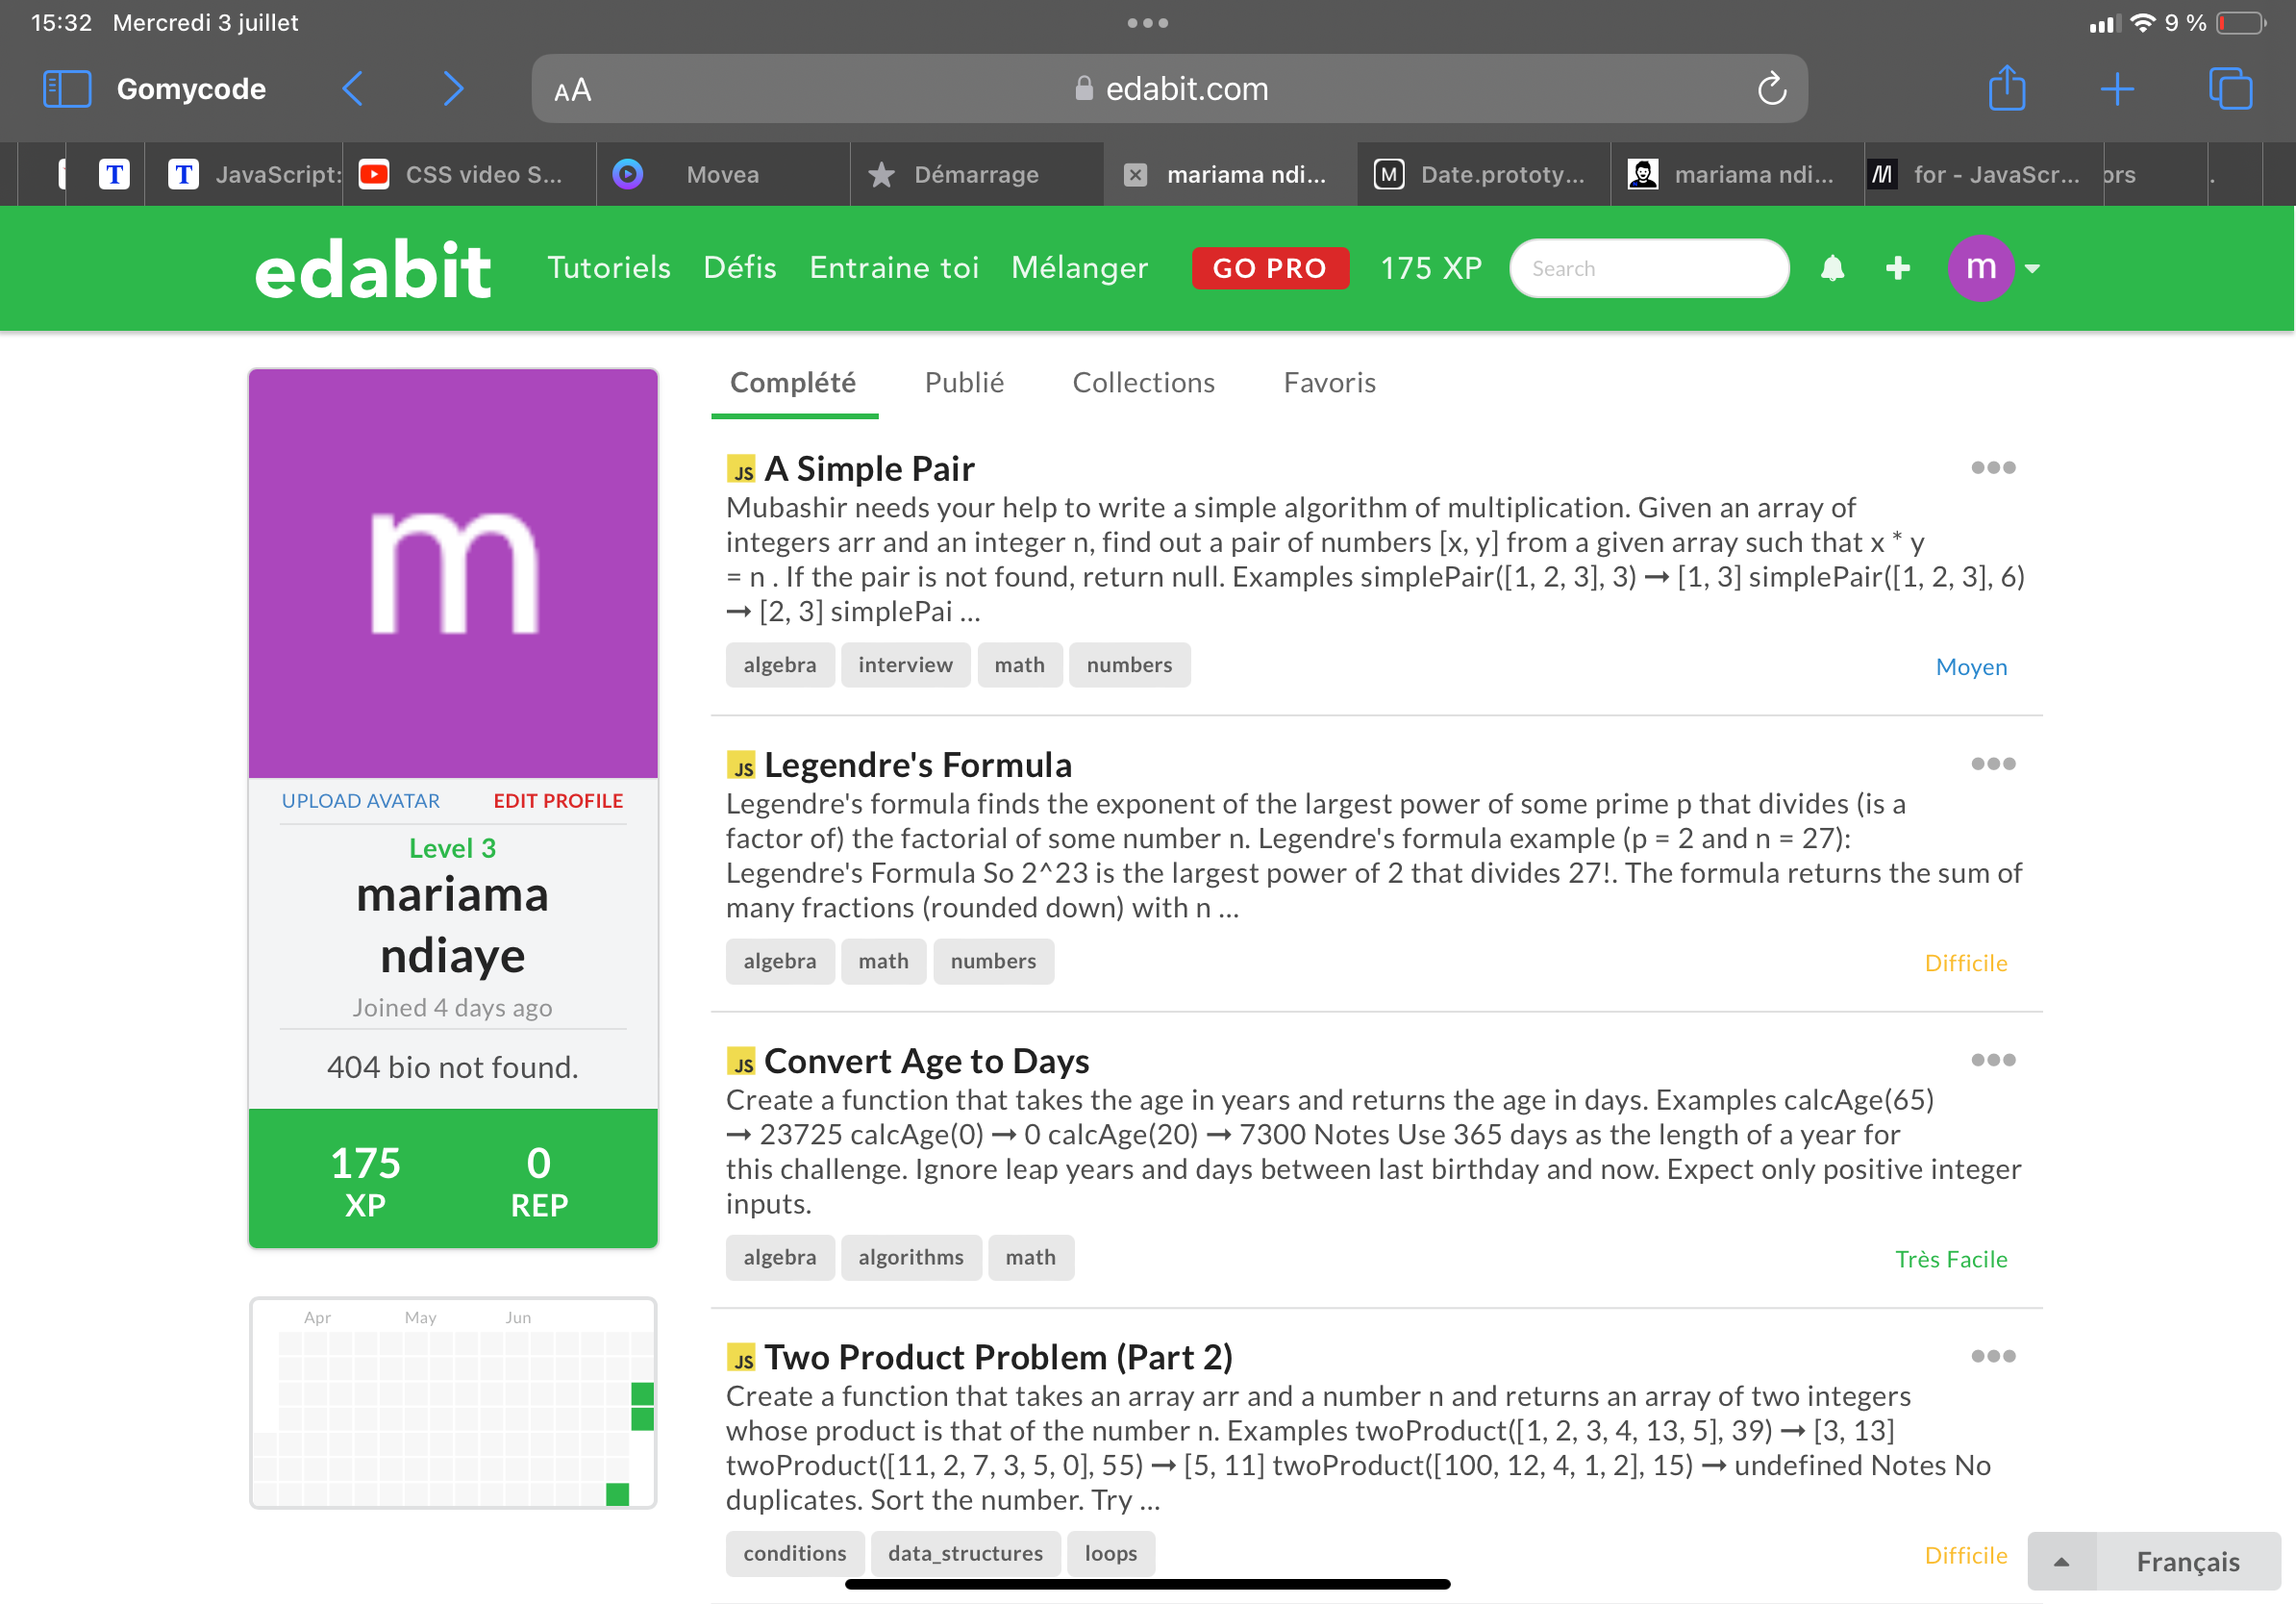 15:32 Mercredi 3 juillet
9 %
Gomycode
AA
edabit.com
T
T JavaScript:
CSS video S...
Movea
Démarrage
mariama ndi...
M Date.prototy...
mariama ndi...
M for - JavaScr...
ors
.
edabit
Tutoriels Défis Entraine toi Mélanger
GO PRO
175 XP
Search
m
Complété Publié Collections Favoris
m
UPLOAD AVATAR EDIT PROFILE
Level 3
mariama
ndiaye
Joined 4 days ago
404 bio not found.
175 0
XP REP
Apr May Jun
JS A Simple Pair
Mubashir needs your help to write a simple algorithm of multiplication. Given an array of
integers arr and an integer n, find out a pair of numbers [x, y] from a given array such that x * y
= n . If the pair is not found, return null. Examples simplePair([1, 2, 3], 3) ➞ [1, 3] simplePair([1, 2, 3], 6)
➞ [2, 3] simplePai ...
algebra interview math numbers
Moyen
JS Legendre's Formula
Legendre's formula finds the exponent of the largest power of some prime p that divides (is a
factor of) the factorial of some number n. Legendre's formula example (p = 2 and n = 27):
Legendre's Formula So 2^23 is the largest power of 2 that divides 27!. The formula returns the sum of
many fractions (rounded down) with n ...
algebra math numbers
Difficile
JS Convert Age to Days
Create a function that takes the age in years and returns the age in days. Examples calcAge(65)
➞ 23725 calcAge(0) ➞ 0 calcAge(20) ➞ 7300 Notes Use 365 days as the length of a year for
this challenge. Ignore leap years and days between last birthday and now. Expect only positive integer
inputs.
algebra algorithms math
Très Facile
JS Two Product Problem (Part 2)
Create a function that takes an array arr and a number n and returns an array of two integers
whose product is that of the number n. Examples twoProduct([1, 2, 3, 4, 13, 5], 39) ➞ [3, 13]
twoProduct([11, 2, 7, 3, 5, 0], 55) ➞ [5, 11] twoProduct([100, 12, 4, 1, 2], 15) ➞ undefined Notes No
duplicates. Sort the number. Try ...
conditions data_structures loops
Difficile
Français